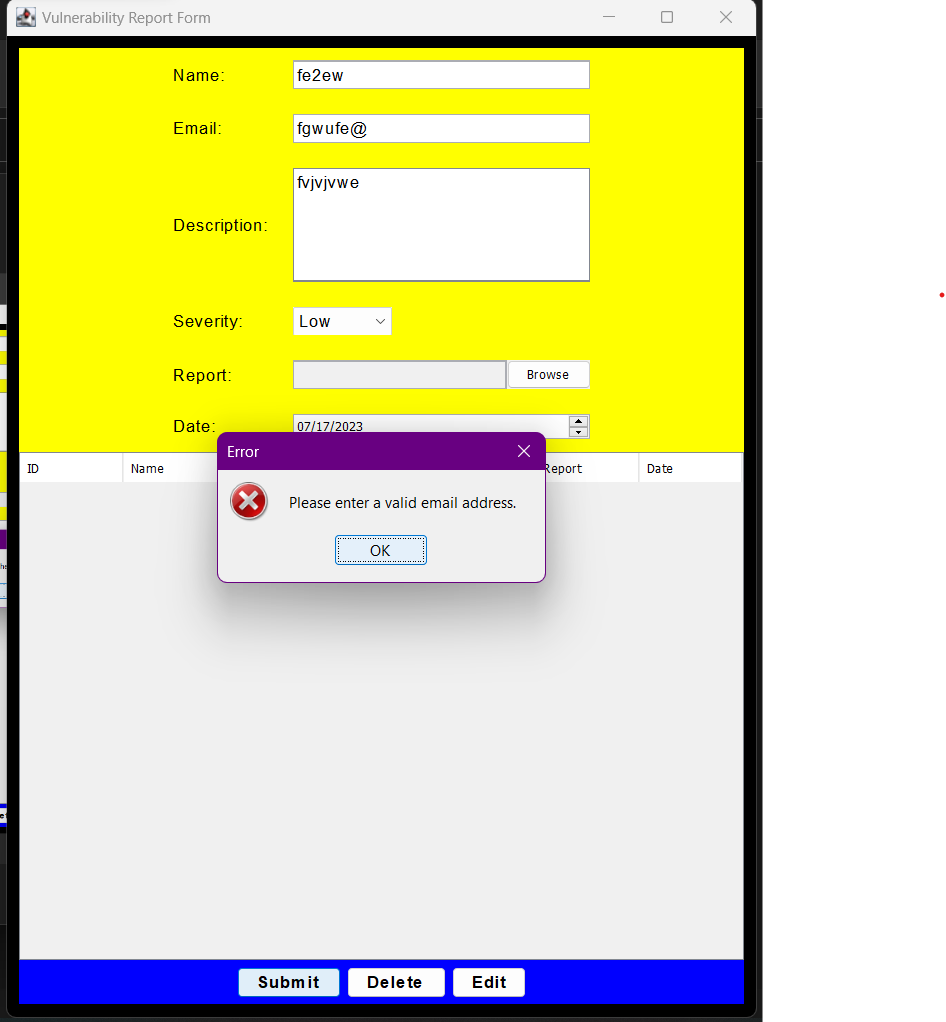 Vulnerability Report Form
Name: fe2ew
Email: fgwufe@
Description: fvjvjvwe
Severity: Low
Report: Browse
Date: 07/17/2023
Error
ID Name Report Date
Please enter a valid email address.
OK
Submit Delete Edit